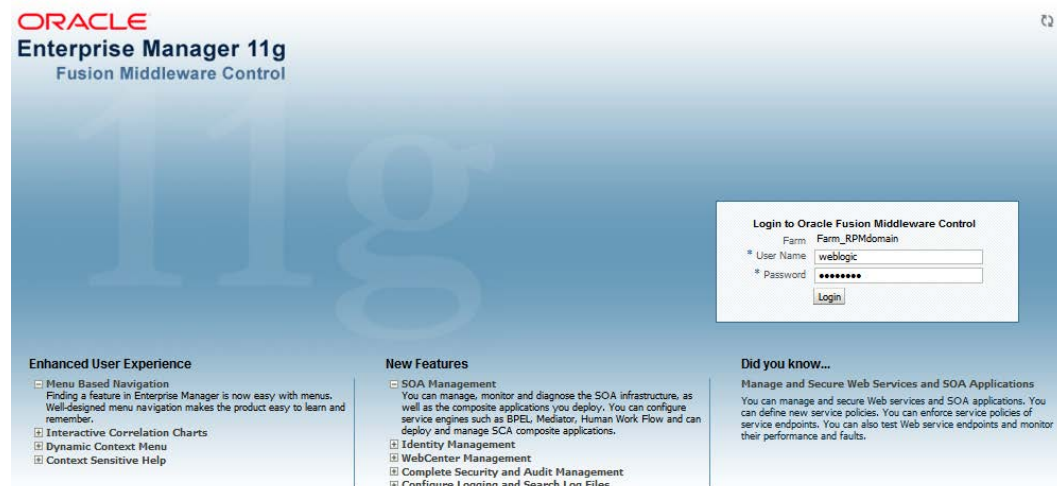 ORACLE
Enterprise Manager 11g
Fusion Middleware Control
11g
Login to Oracle Fusion Middleware Control
Farm Farm_RPMdomain
* User Name weblogic
* Password ••••••••
Login
Enhanced User Experience
Menu Based Navigation
Finding a feature in Enterprise Manager is now easy with menus.
Well-designed menu navigation makes the product easy to learn and
remember.
Interactive Correlation Charts
Dynamic Context Menu
Context Sensitive Help
New Features
SOA Management
You can manage, monitor and diagnose the SOA infrastructure, as
well as the composite applications you deploy. You can configure
service engines such as BPEL, Mediator, Human Work Flow and can
deploy and manage SCA composite applications.
Identity Management
WebCenter Management
Complete Security and Audit Management
Configure Logging and Search Log Files
Did you know...
Manage and Secure Web Services and SOA Applications
You can manage and secure Web services and SOA applications. You
can define new service policies. You can enforce service policies of
service endpoints. You can also test Web service endpoints and monitor
their performance and faults.